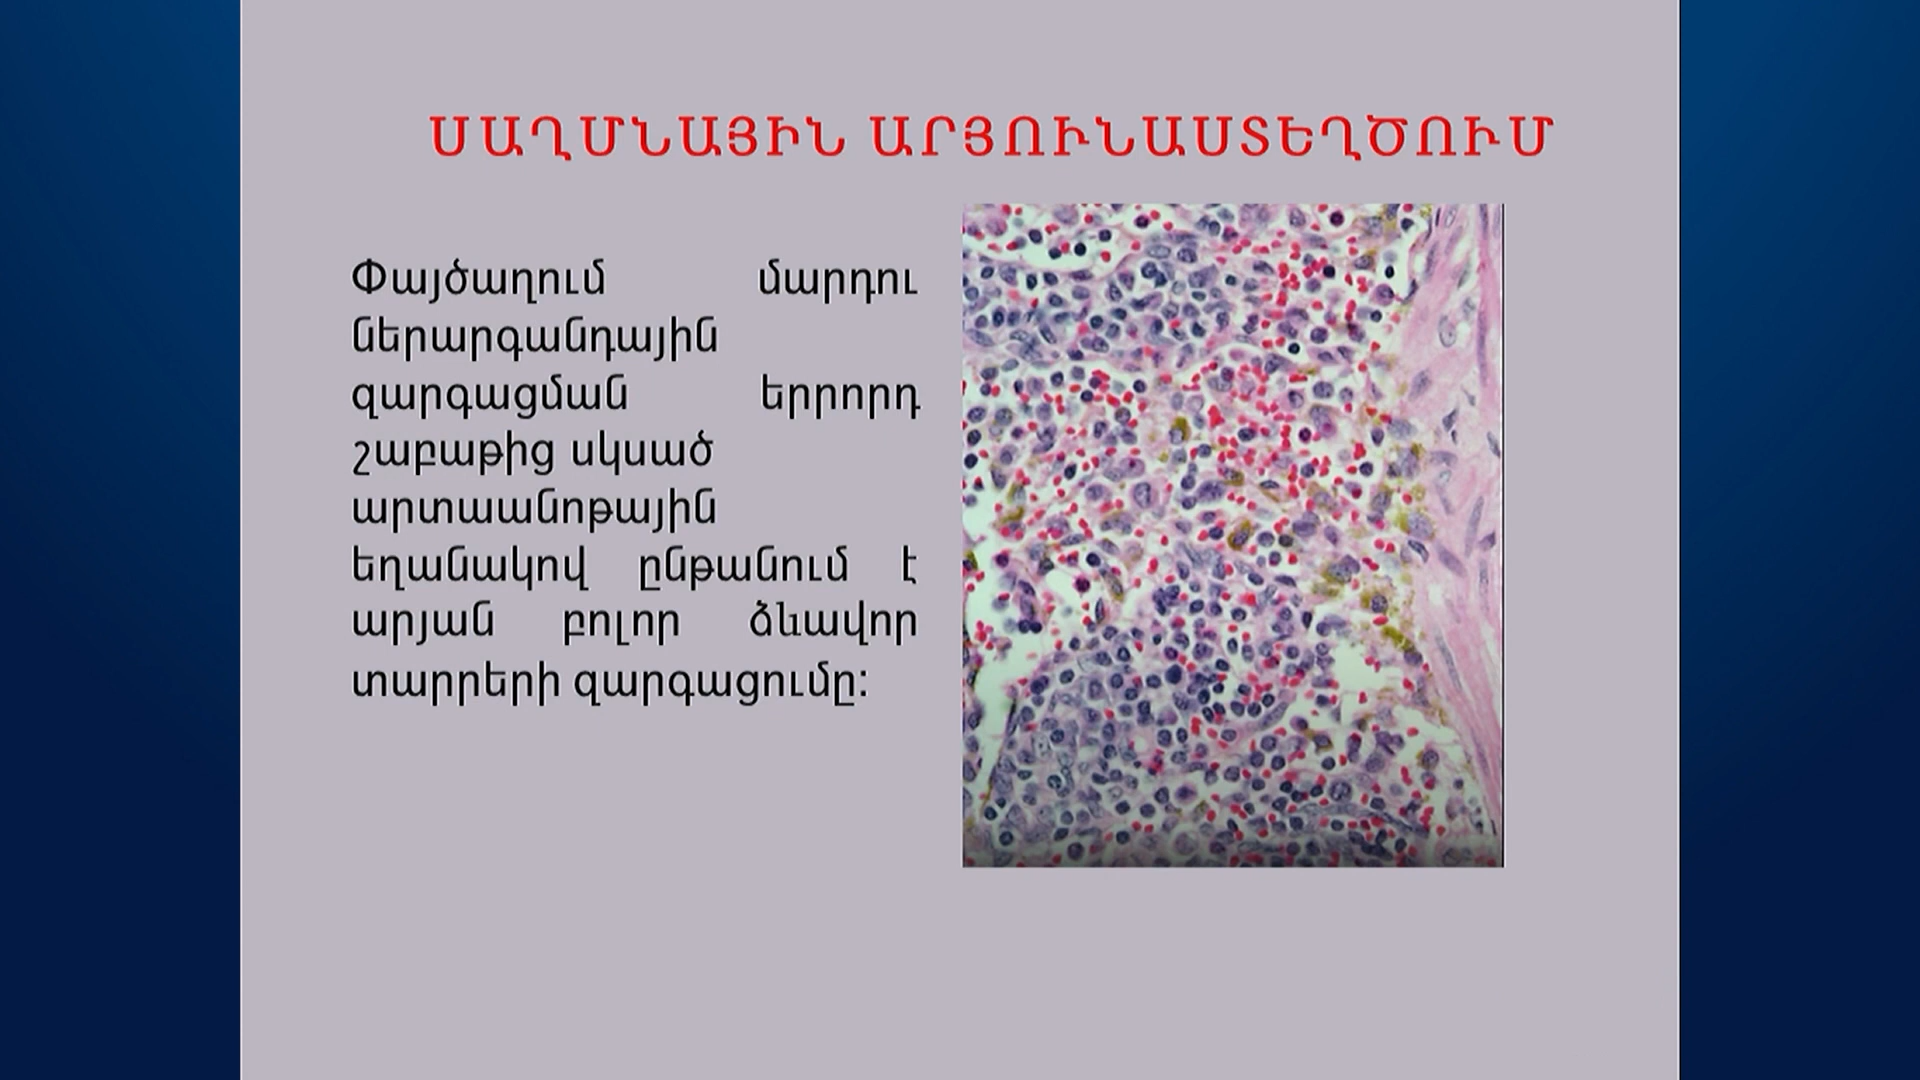 ՍԱՂՄՆԱՅԻՆ ԱՐՅՈՒՆԱՍՏԵՂԾՈՒՄ
Փայծաղում մարդու
ներարգանդային
զարգացման երրորդ
շաբաթից սկսած
արտաանոթային
եղանակով ընթանում է
արյան բոլոր ձևավոր
տարրերի զարգացումը: